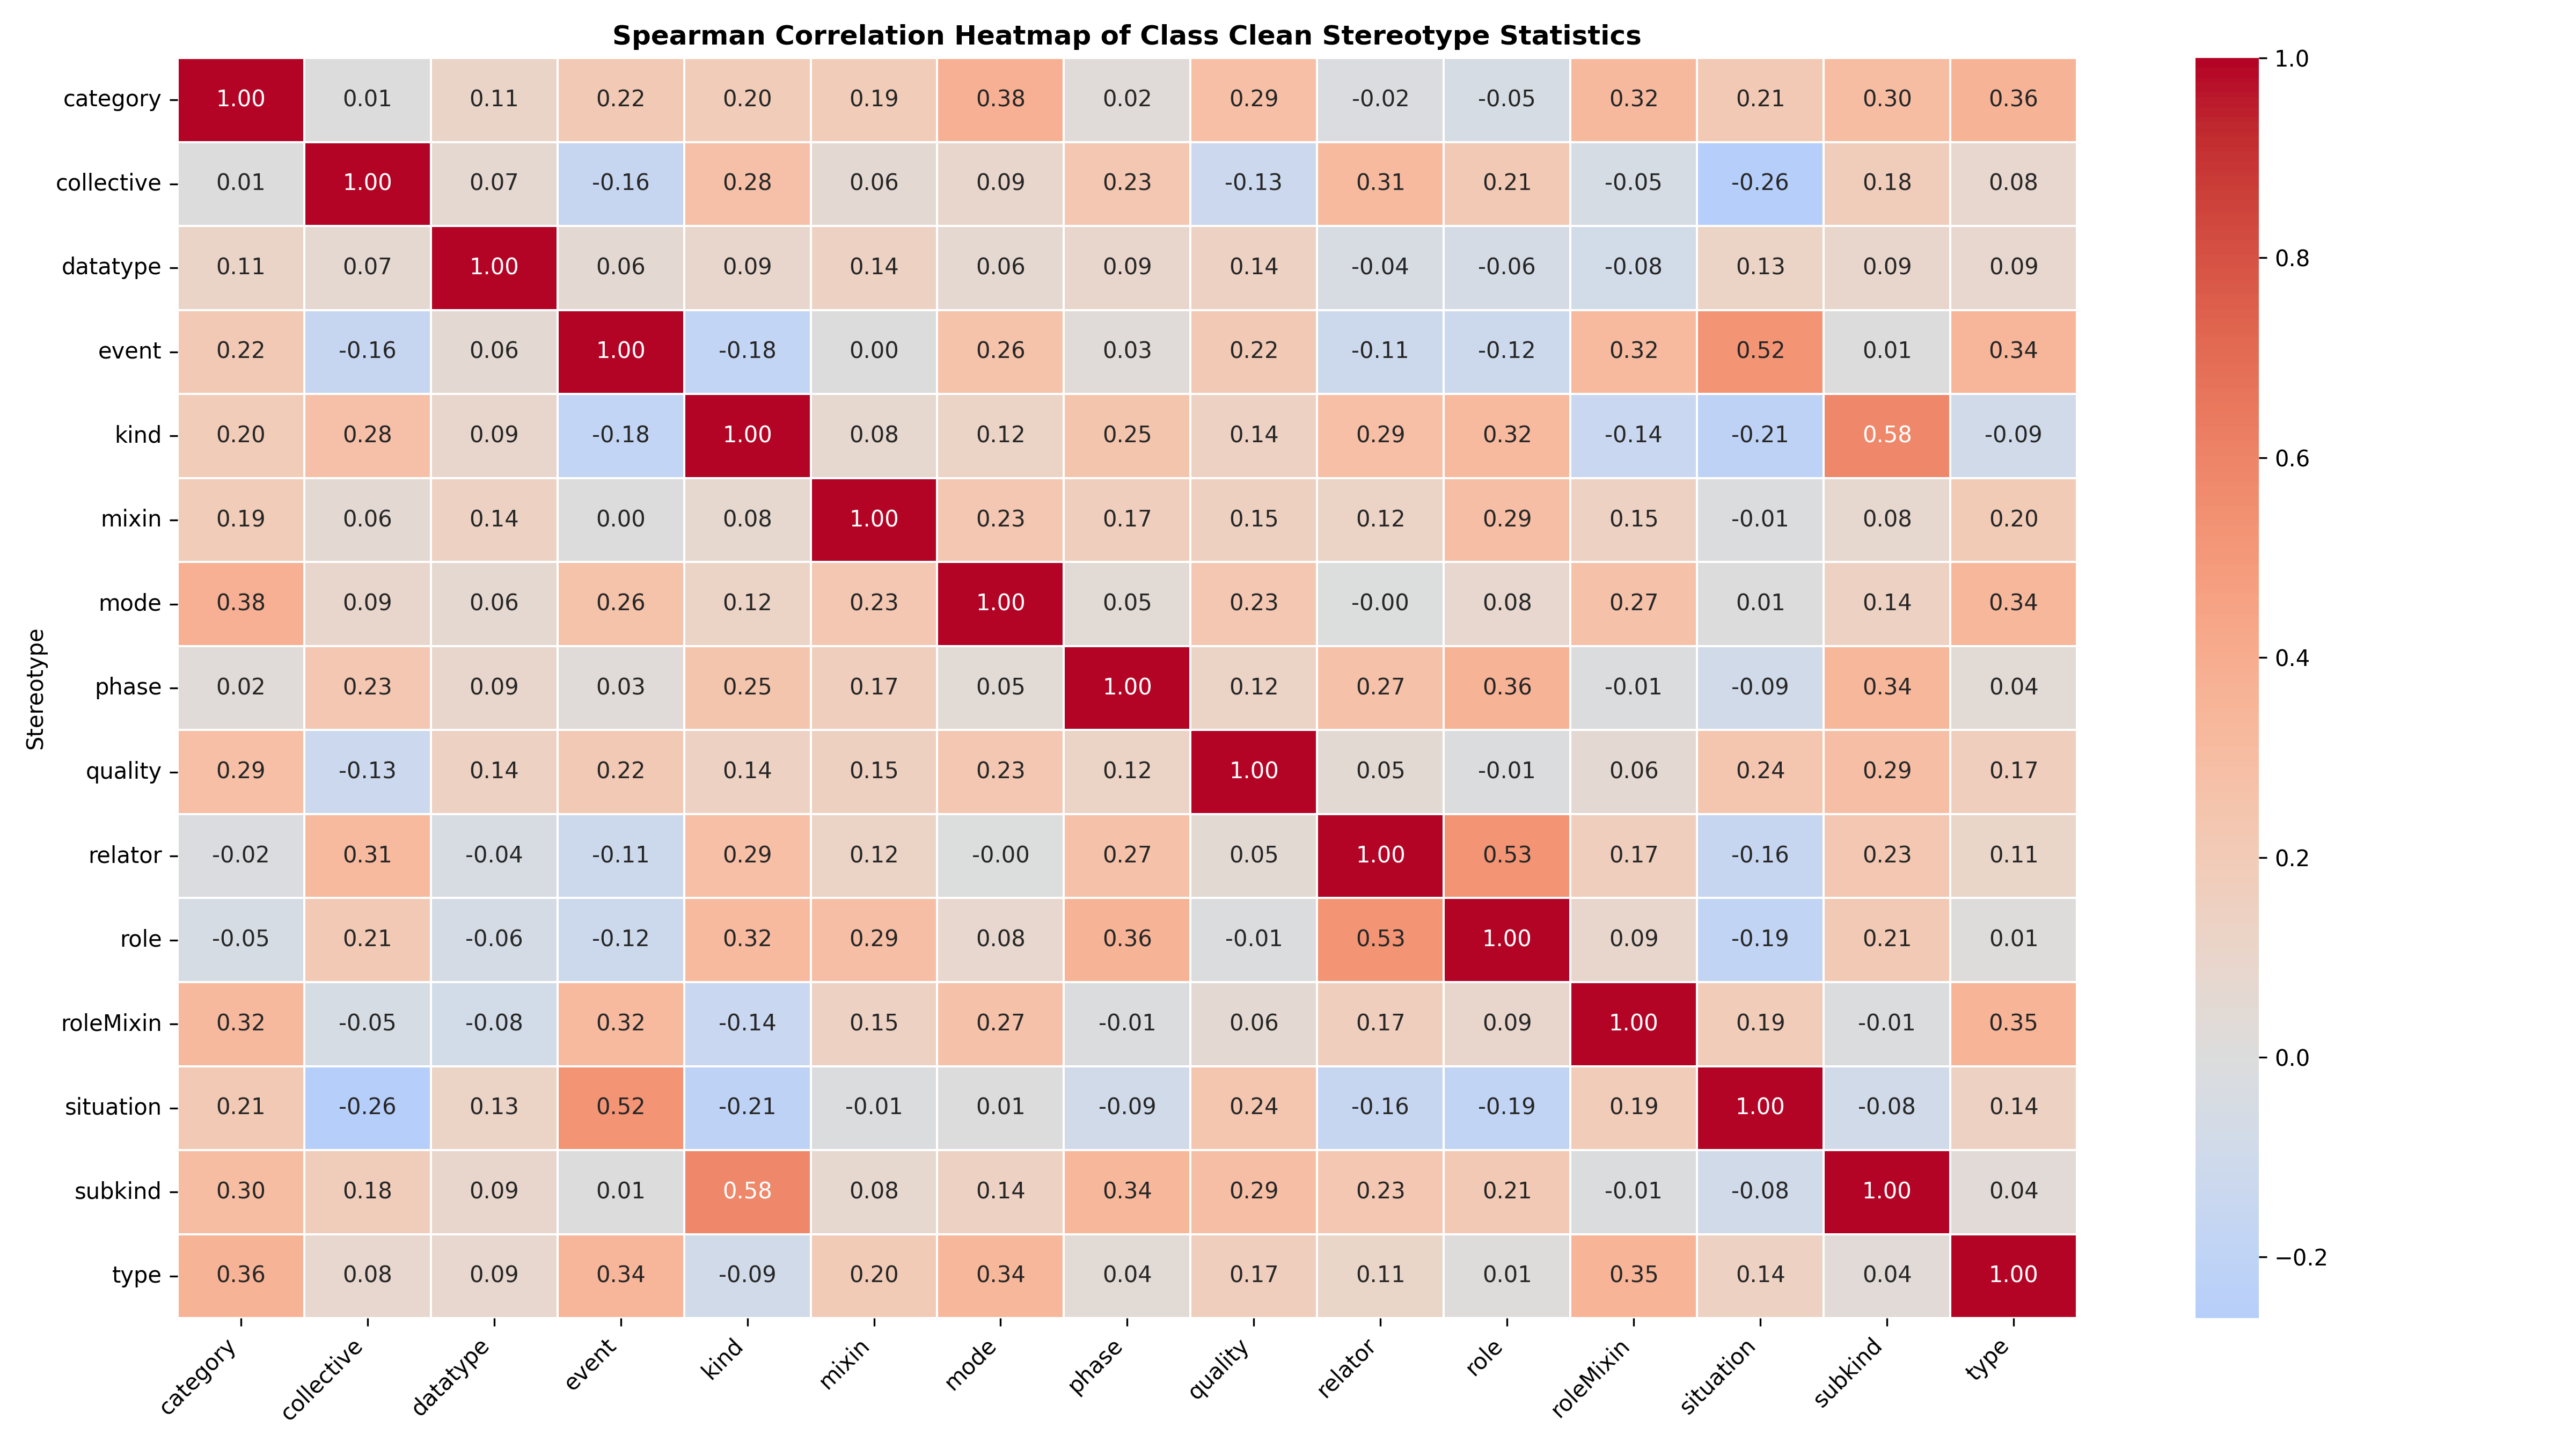 Spearman Correlation Heatmap of Class Clean Stereotype Statistics
Stereotype
category 1.00 0.01 0.11 0.22 0.20 0.19 0.38 0.02 0.29 -0.02 -0.05 0.32 0.21 0.30 0.36
collective 0.01 1.00 0.07 -0.16 0.28 0.06 0.09 0.23 -0.13 0.31 0.21 -0.05 -0.26 0.18 0.08
datatype 0.11 0.07 1.00 0.06 0.09 0.14 0.06 0.09 0.14 -0.04 -0.06 -0.08 0.13 0.09 0.09
event 0.22 -0.16 0.06 1.00 -0.18 0.00 0.26 0.03 0.22 -0.11 -0.12 0.32 0.52 0.01 0.34
kind 0.20 0.28 0.09 -0.18 1.00 0.08 0.12 0.25 0.14 0.29 0.32 -0.14 -0.21 0.58 -0.09
mixin 0.19 0.06 0.14 0.00 0.08 1.00 0.23 0.17 0.15 0.12 0.29 0.15 -0.01 0.08 0.20
mode 0.38 0.09 0.06 0.26 0.12 0.23 1.00 0.05 0.23 -0.00 0.08 0.27 0.01 0.14 0.34
phase 0.02 0.23 0.09 0.03 0.25 0.17 0.05 1.00 0.12 0.27 0.36 -0.01 -0.09 0.34 0.04
quality 0.29 -0.13 0.14 0.22 0.14 0.15 0.23 0.12 1.00 0.05 -0.01 0.06 0.24 0.29 0.17
relator -0.02 0.31 -0.04 -0.11 0.29 0.12 -0.00 0.27 0.05 1.00 0.53 0.17 -0.16 0.23 0.11
role -0.05 0.21 -0.06 -0.12 0.32 0.29 0.08 0.36 -0.01 0.53 1.00 0.09 -0.19 0.21 0.01
roleMixin 0.32 -0.05 -0.08 0.32 -0.14 0.15 0.27 -0.01 0.06 0.17 0.09 1.00 0.19 -0.01 0.35
situation 0.21 -0.26 0.13 0.52 -0.21 -0.01 0.01 -0.09 0.24 -0.16 -0.19 0.19 1.00 -0.08 0.14
subkind 0.30 0.18 0.09 0.01 0.58 0.08 0.14 0.34 0.29 0.23 0.21 -0.01 -0.08 1.00 0.04
type 0.36 0.08 0.09 0.34 -0.09 0.20 0.34 0.04 0.17 0.11 0.01 0.35 0.14 0.04 1.00
category collective datatype event kind mixin mode phase quality relator role roleMixin situation subkind type
1.0
0.8
0.6
0.4
0.2
0.0
−0.2